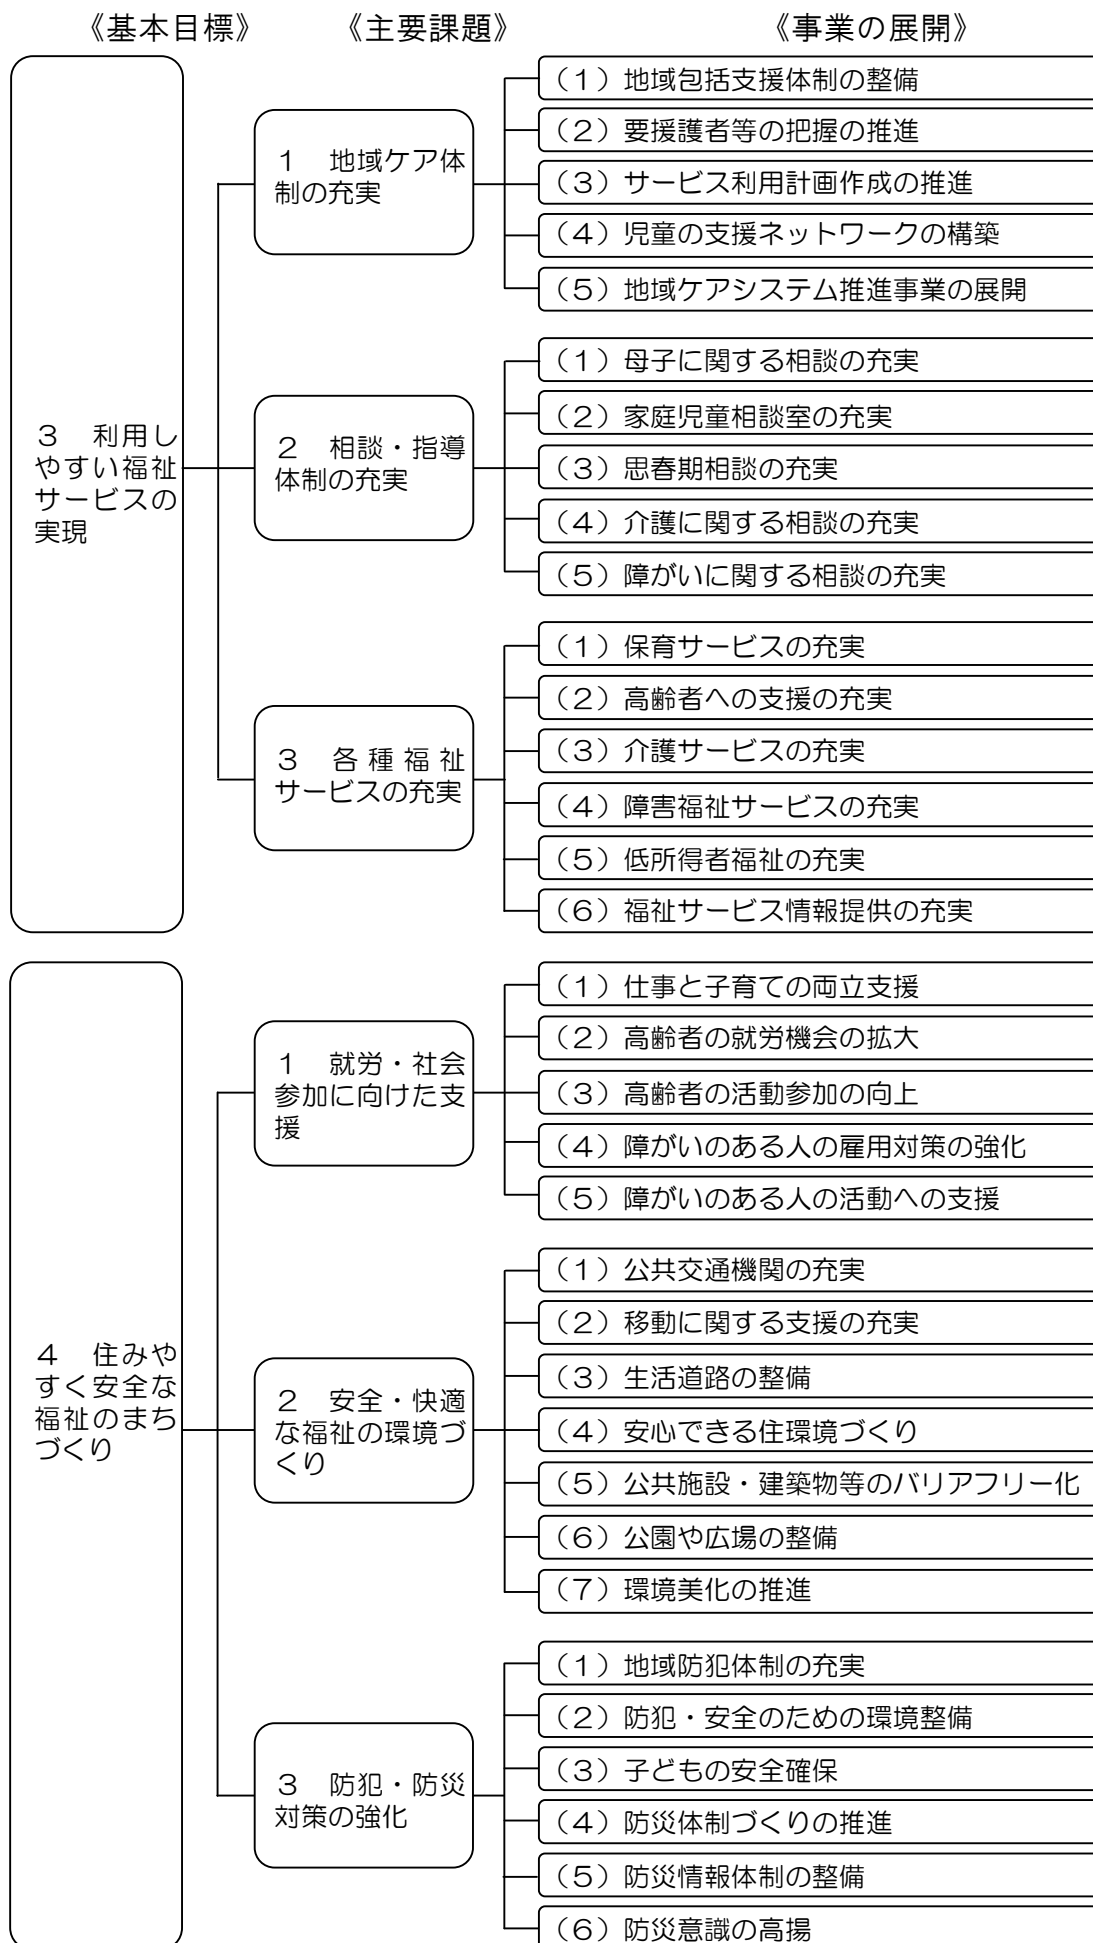 《基本目標》　《主要課題》　《事業の展開》
３　利用し
やすい福祉
サービスの
実現
１　地域ケア体
制の充実
（１）地域包括支援体制の整備
（２）要援護者等の把握の推進
（３）サービス利用計画作成の推進
（４）児童の支援ネットワークの構築
（５）地域ケアシステム推進事業の展開
２　相談・指導
体制の充実
（１）母子に関する相談の充実
（２）家庭児童相談室の充実
（３）思春期相談の充実
（４）介護に関する相談の充実
（５）障がいに関する相談の充実
３　各種福祉
サービスの充実
（１）保育サービスの充実
（２）高齢者への支援の充実
（３）介護サービスの充実
（４）障害福祉サービスの充実
（５）低所得者福祉の充実
（６）福祉サービス情報提供の充実
４　住みや
すく安全な
福祉のまち
づくり
１　就労・社会
参加に向けた支
援
（１）仕事と子育ての両立支援
（２）高齢者の就労機会の拡大
（３）高齢者の活動参加の向上
（４）障がいのある人の雇用対策の強化
（５）障がいのある人の活動への支援
２　安全・快適
な福祉の環境づ
くり
（１）公共交通機関の充実
（２）移動に関する支援の充実
（３）生活道路の整備
（４）安心できる住環境づくり
（５）公共施設・建築物等のバリアフリー化
（６）公園や広場の整備
（７）環境美化の推進
３　防犯・防災
対策の強化
（１）地域防犯体制の充実
（２）防犯・安全のための環境整備
（３）子どもの安全確保
（４）防災体制づくりの推進
（５）防災情報体制の整備
（６）防災意識の高揚